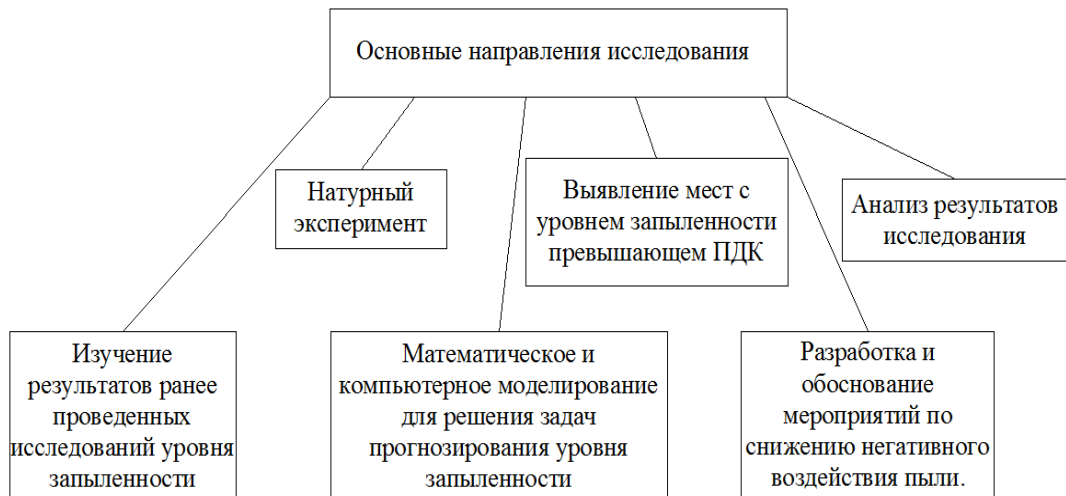 Основные направления исследования
Натурный
эксперимент
Выявление мест с
уровнем запыленности
превышающем ПДК
Анализ результатов
исследования
Изучение
результатов ранее
проведенных
исследований уровня
запыленности
Математическое и
компьютерное моделирование
для решения задач
прогнозирования уровня
запыленности
Разработка и
обоснование
мероприятий по
снижению негативного
воздействия пыли.